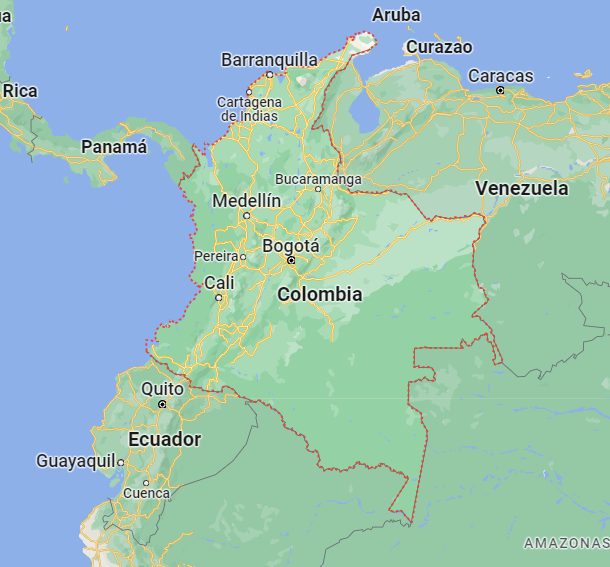 Aruba
Curazao
Barranquilla
Caracas
Rica
Cartagena
de Indias
Panamá
Bucaramanga
Venezuela
Medellín
Bogotá
Pereira
Cali
Colombia
Quito
Ecuador
Guayaquil
Cuenca
AMAZONAS